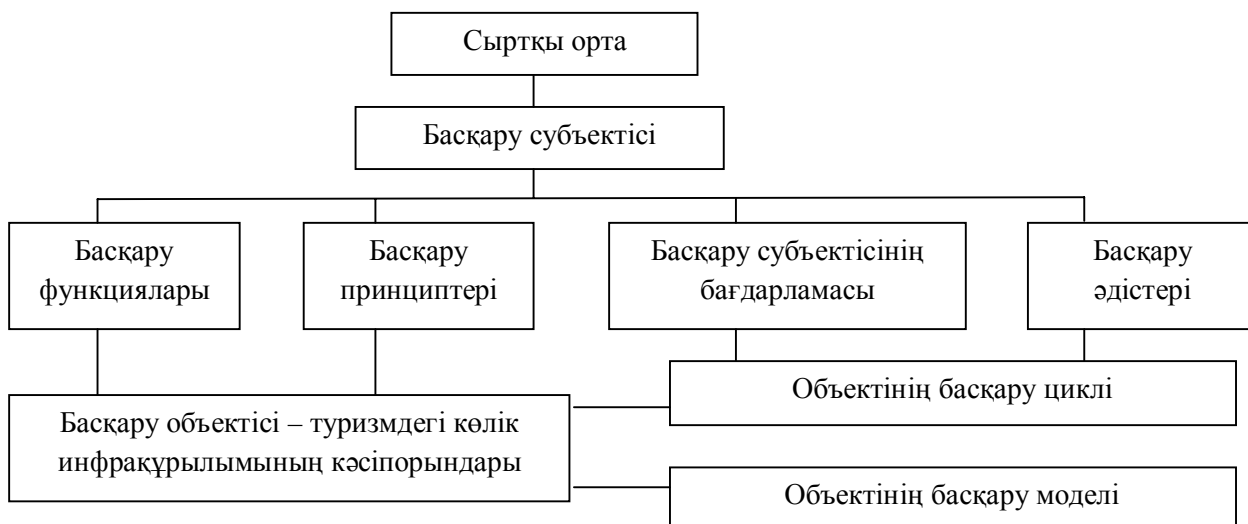 Сыртқы орта
Басқару субъектісі
Басқару
функциялары
Басқару
принциптері
Басқару субъектісінің
бағдарламасы
Басқару
әдістері
Объектінің басқару циклі
Басқару объектісі – туризмдегі көлік
инфрақұрылымының кәсіпорындары
Объектінің басқару моделі